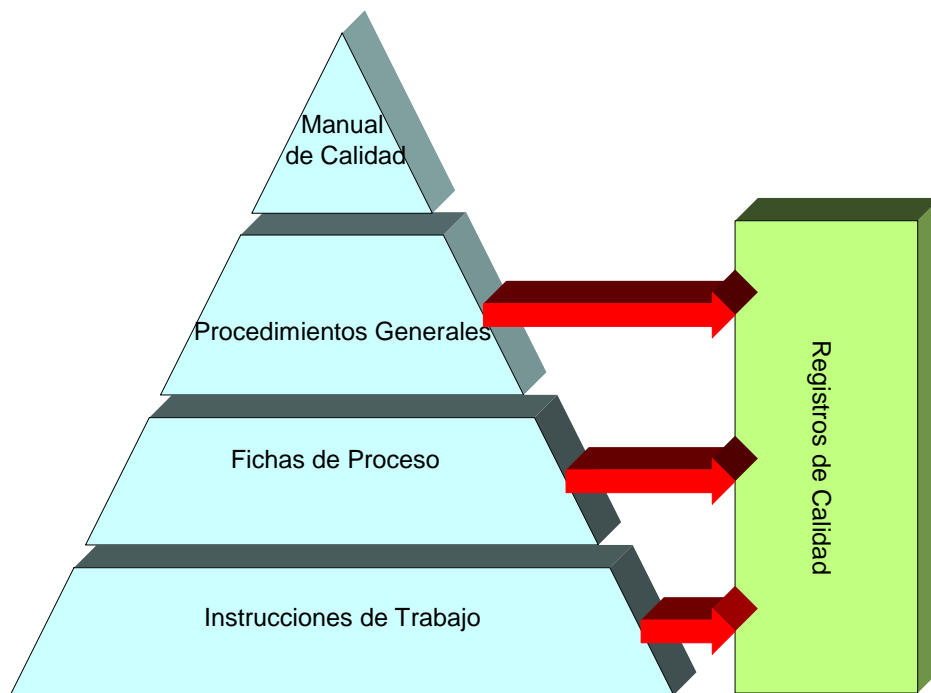 Manual
de Calidad
Procedimientos Generales
Fichas de Proceso
Instrucciones de Trabajo
Registros de Calidad